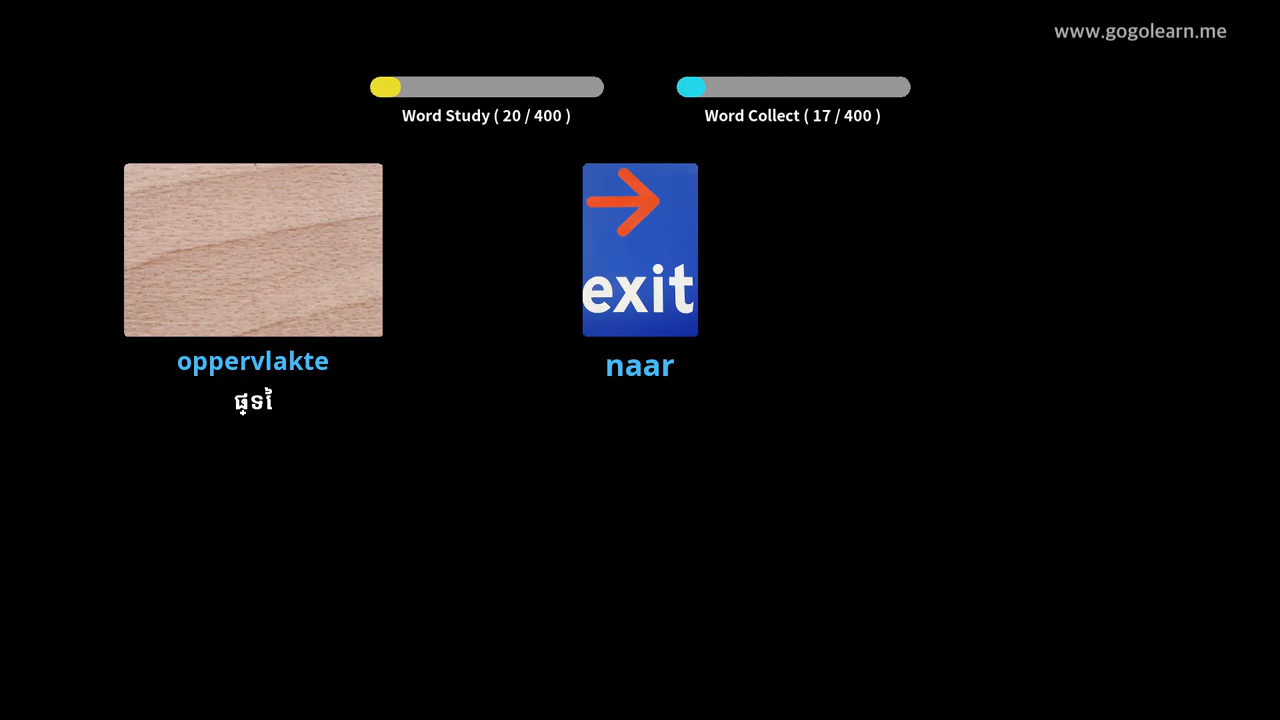 www.gogolearn.me
Word Study ( 20 / 400 )
Word Collect ( 17 / 400 )
exit
oppervlakte
naar
ផ្ទៃ